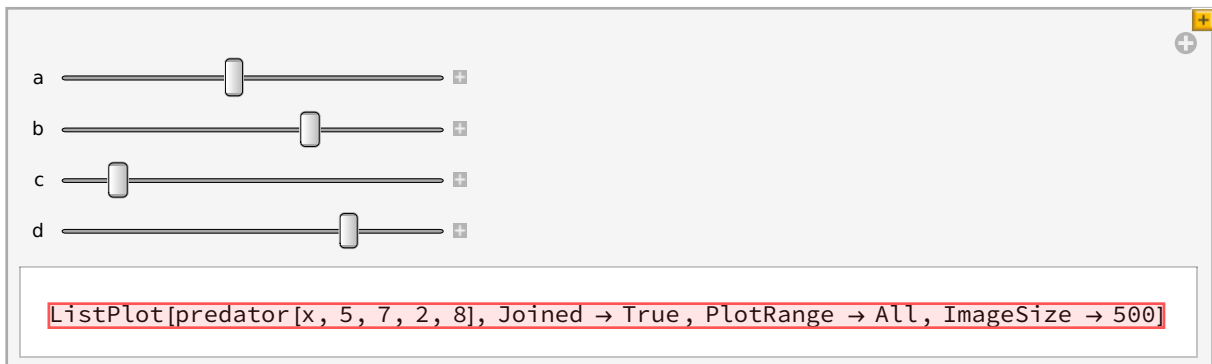 a
b
c
d
ListPlot[predator[x, 5, 7, 2, 8], Joined → True, PlotRange → All, ImageSize → 500]